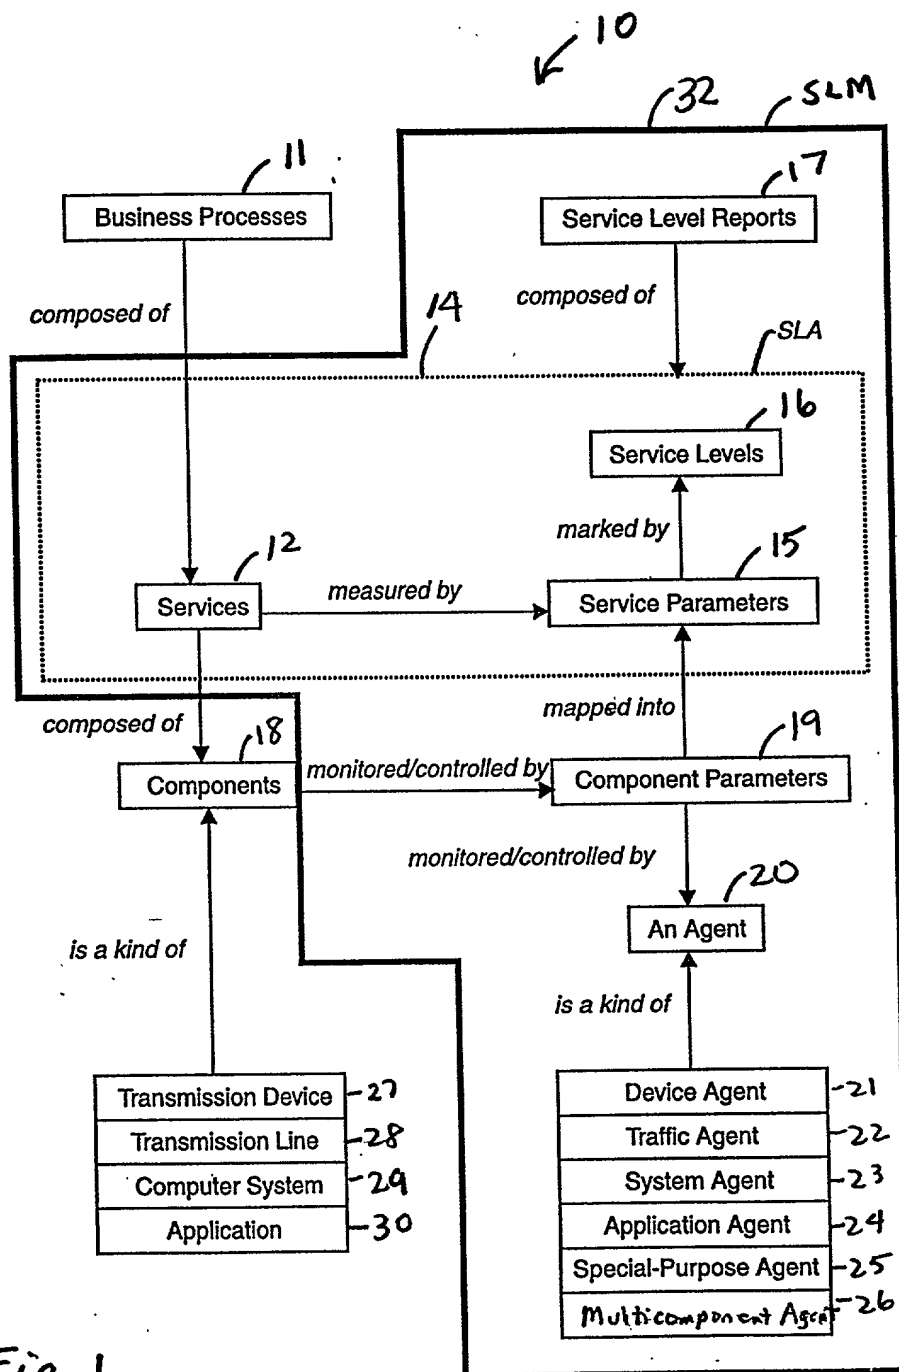 10
32
SLM
11
17
Business Processes
Service Level Reports
composed of
14
composed of
SLA
16
Service Levels
marked by
12
15
Services
measured by
Service Parameters
composed of
mapped into
18
19
Components
monitored/controlled by
Component Parameters
monitored/controlled by
20
An Agent
is a kind of
is a kind of
Transmission Device
27
Transmission Line
28
Computer System
29
Application
30
Device Agent
21
Traffic Agent
22
System Agent
23
Application Agent
24
Special-Purpose Agent
25
Multicomponent Agent
26
Fig. 1